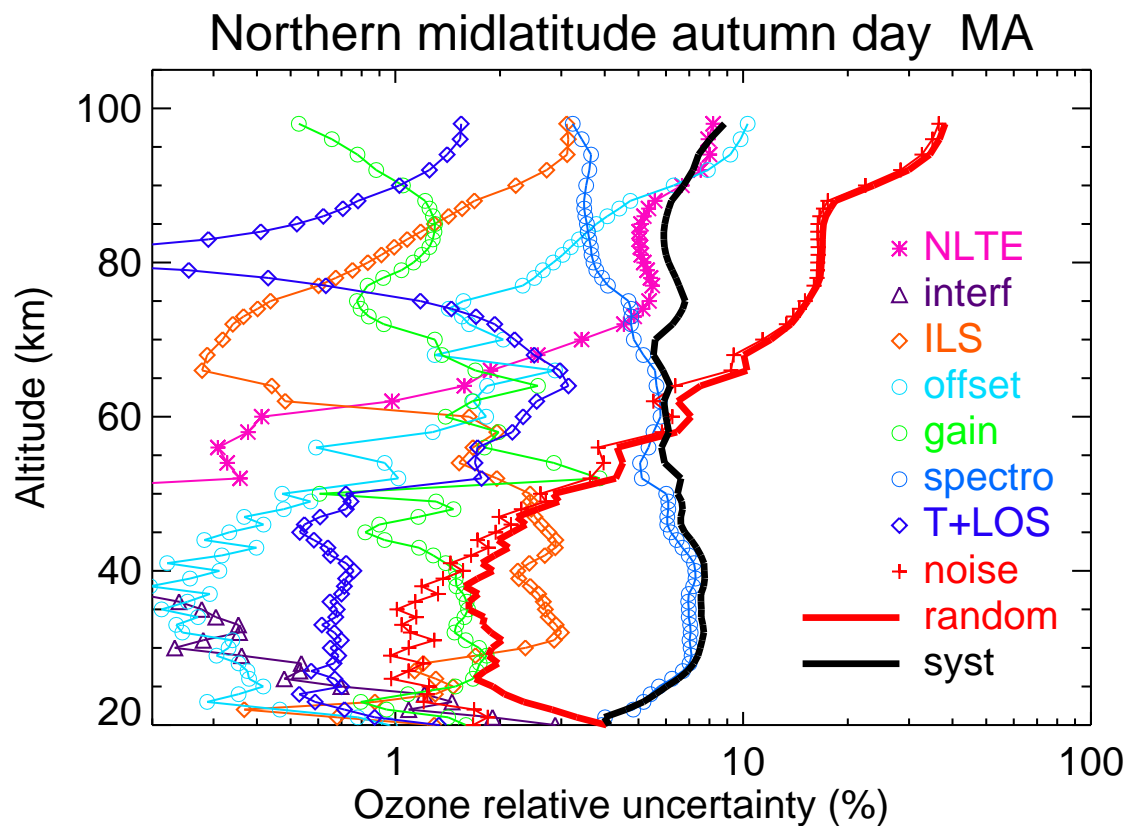 Northern midlatitude autumn day  MA
100
80
60
40
20
Altitude (km)
NLTE
interf
ILS
offset
gain
spectro
T+LOS
noise
random
syst
1
10
100
Ozone relative uncertainty (%)